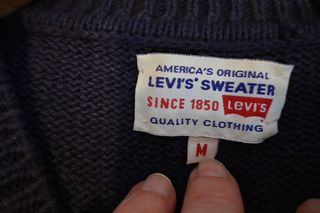 AMERICA'S ORIGINAL
LEVI'S® SWEATER
SINCE 1850 LEVI'S
QUALITY CLOTHING
M